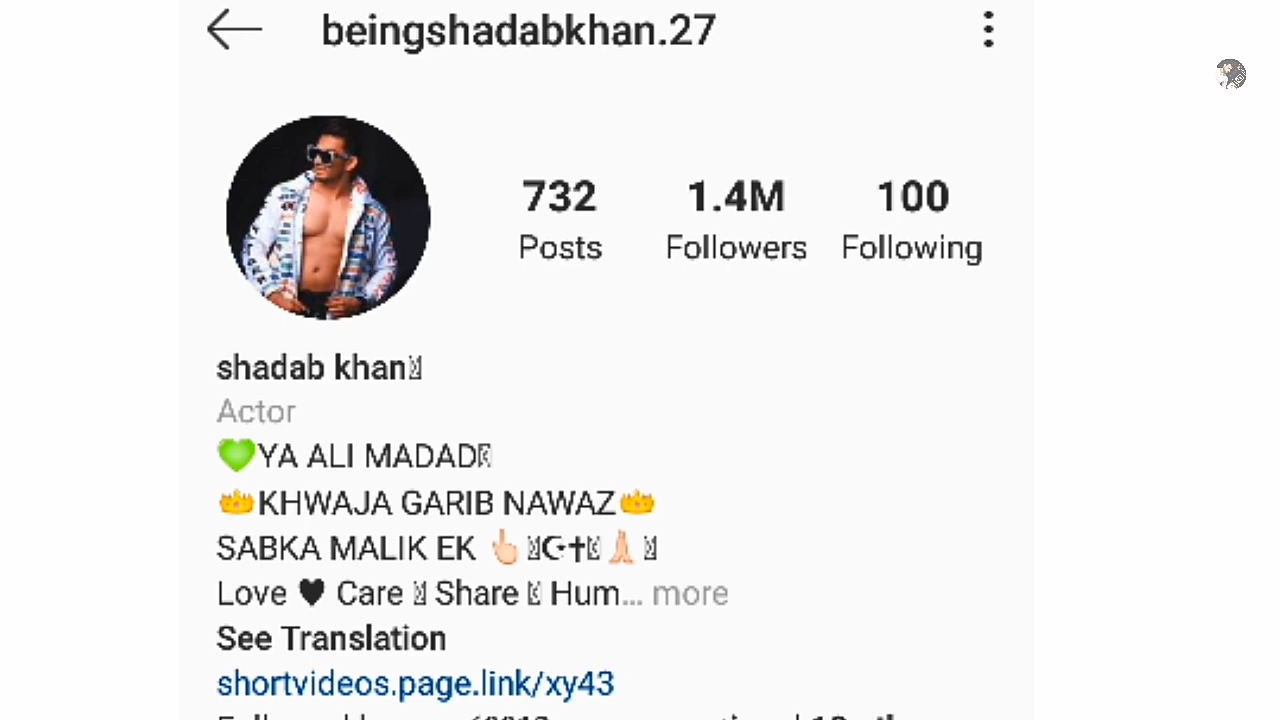 beingshadabkhan.27
732 1.4M 100
Posts Followers Following
shadab khan
Actor
💚YA ALI MADAD
👑KHWAJA GARIB NAWAZ👑
SABKA MALIK EK 👆🏻 ☪✝ 🙏🏻
Love ♥ Care Share Hum... more
See Translation
shortvideos.page.link/xy43